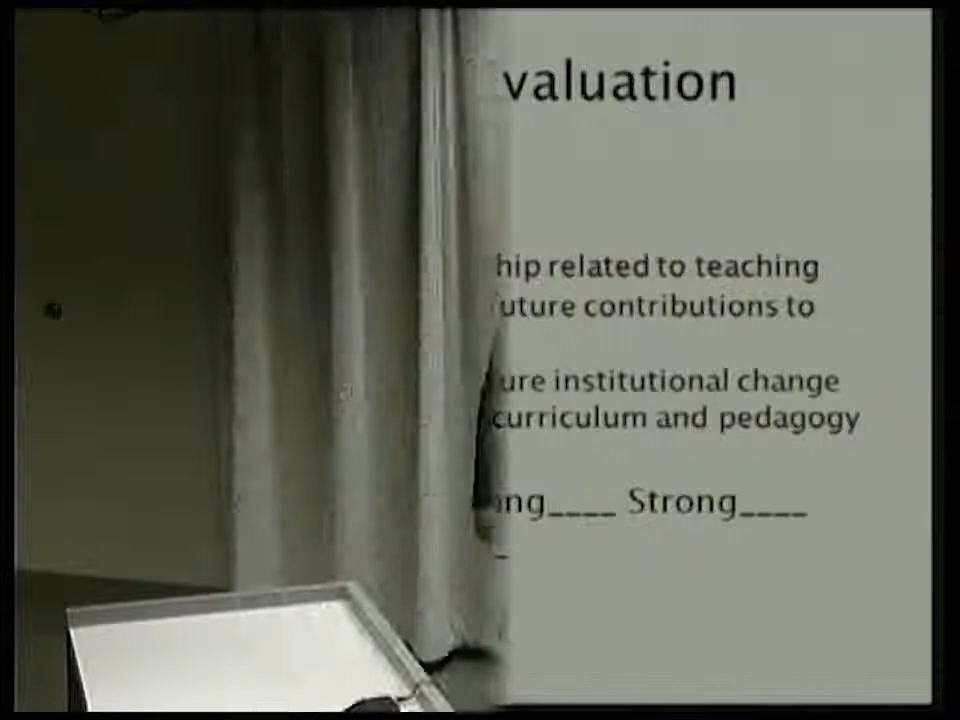 valuation
hip related to teaching
uture contributions to
ure institutional change
curriculum and pedagogy
ng____ Strong____